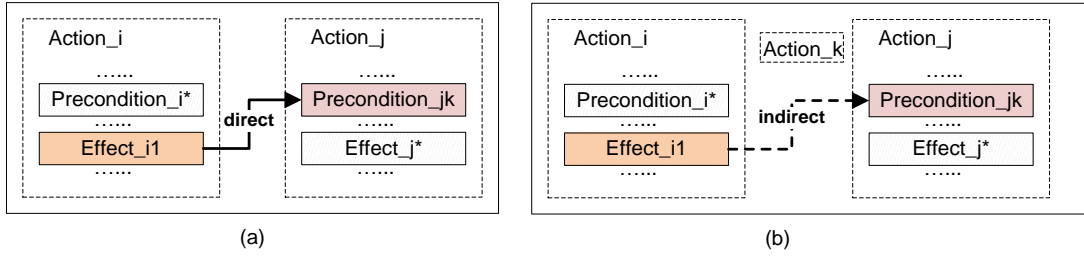 Action_i
……
Precondition_i*
……
Effect_i1
……
direct
Action_j
……
Precondition_jk
……
Effect_j*
……
(a)
Action_i
……
Precondition_i*
……
Effect_i1
……
Action_k
indirect
Action_j
……
Precondition_jk
……
Effect_j*
……
(b)